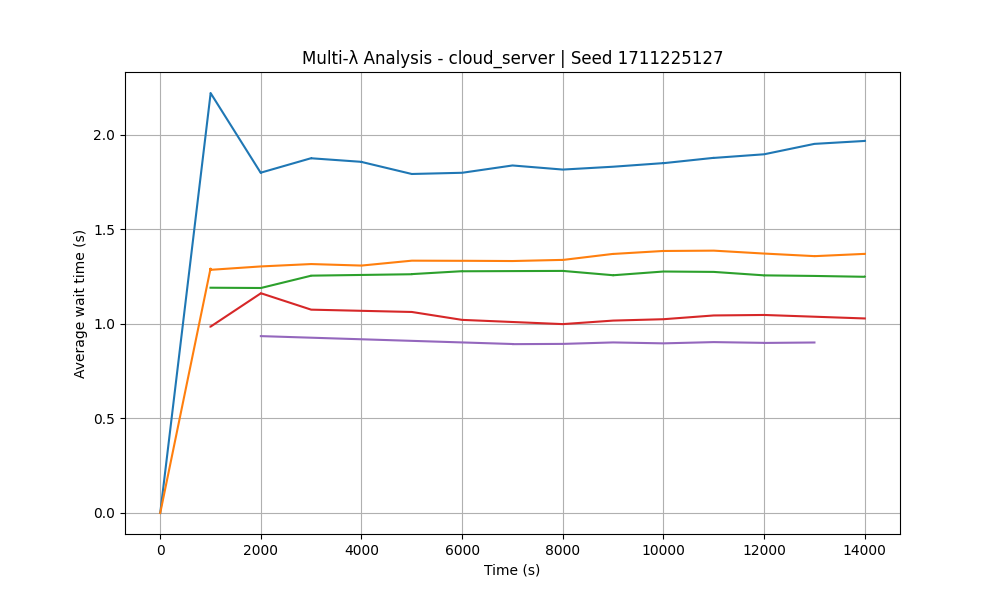 Multi-λ Analysis - cloud_server | Seed 1711225127
Average wait time (s)
2.0
1.5
1.0
0.5
0.0
0 2000 4000 6000 8000 10000 12000 14000
Time (s)